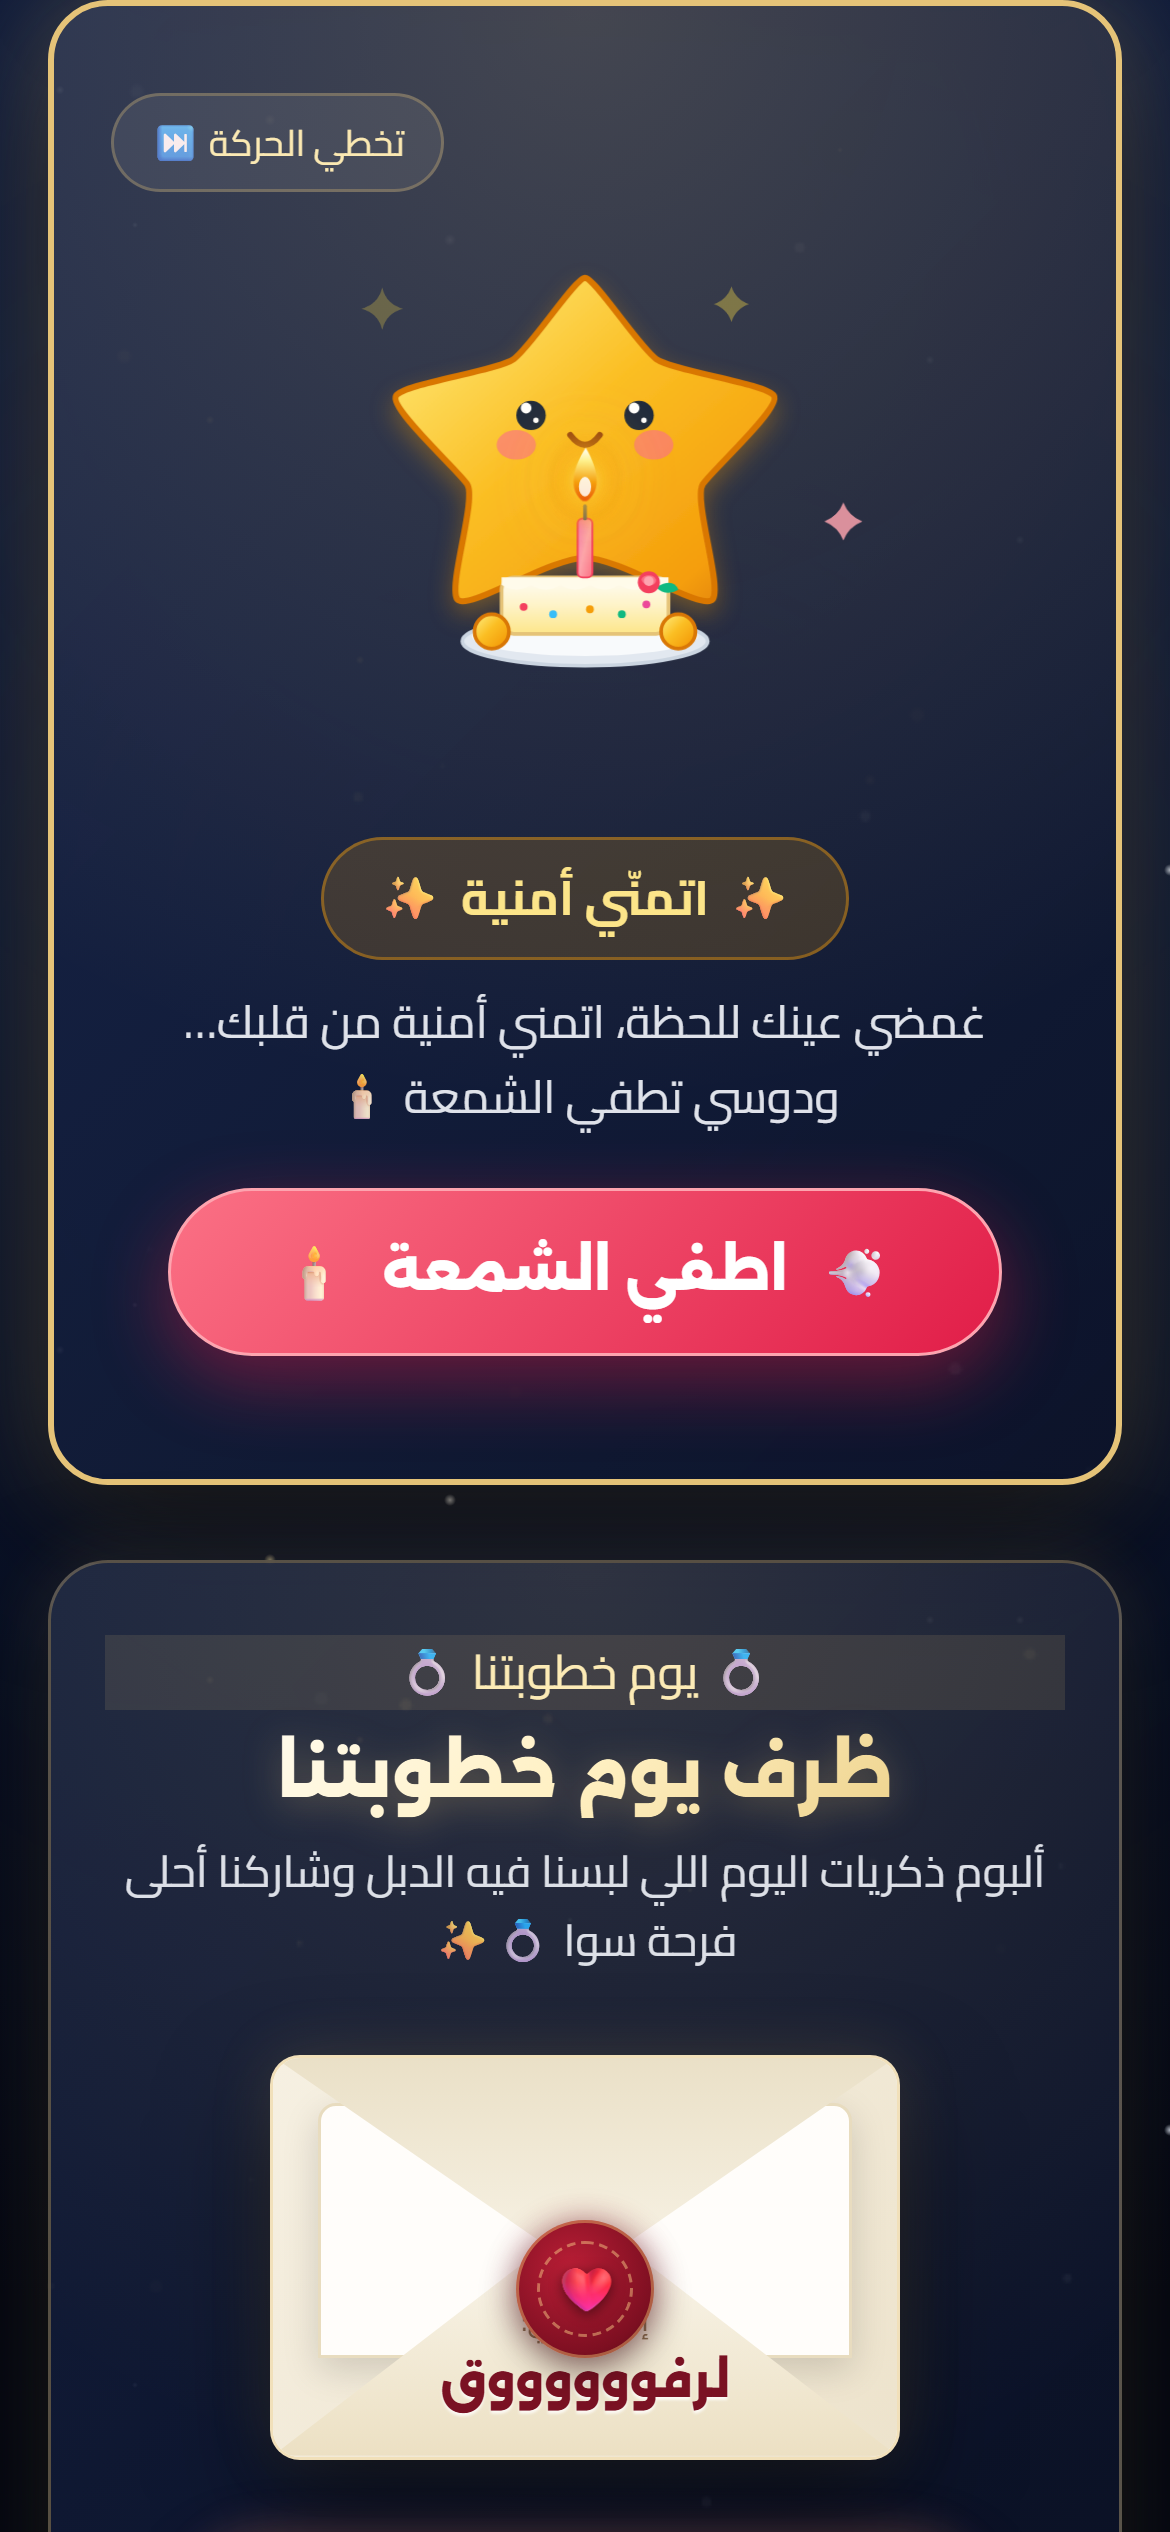 تخطي الحركة ⏭️
✨ اتمنّي أمنية ✨
غمضي عينك للحظة، اتمني أمنية من قلبك...
ودوسي تطفي الشمعة 🕯️
💨 اطفي الشمعة 🕯️
💍 يوم خطوبتنا 💍
ظرف يوم خطوبتنا
ألبوم ذكريات اليوم اللي لبسنا فيه الدبل وشاركنا أحلى
فرحة سوا 💍 ✨
لرفوووووووق